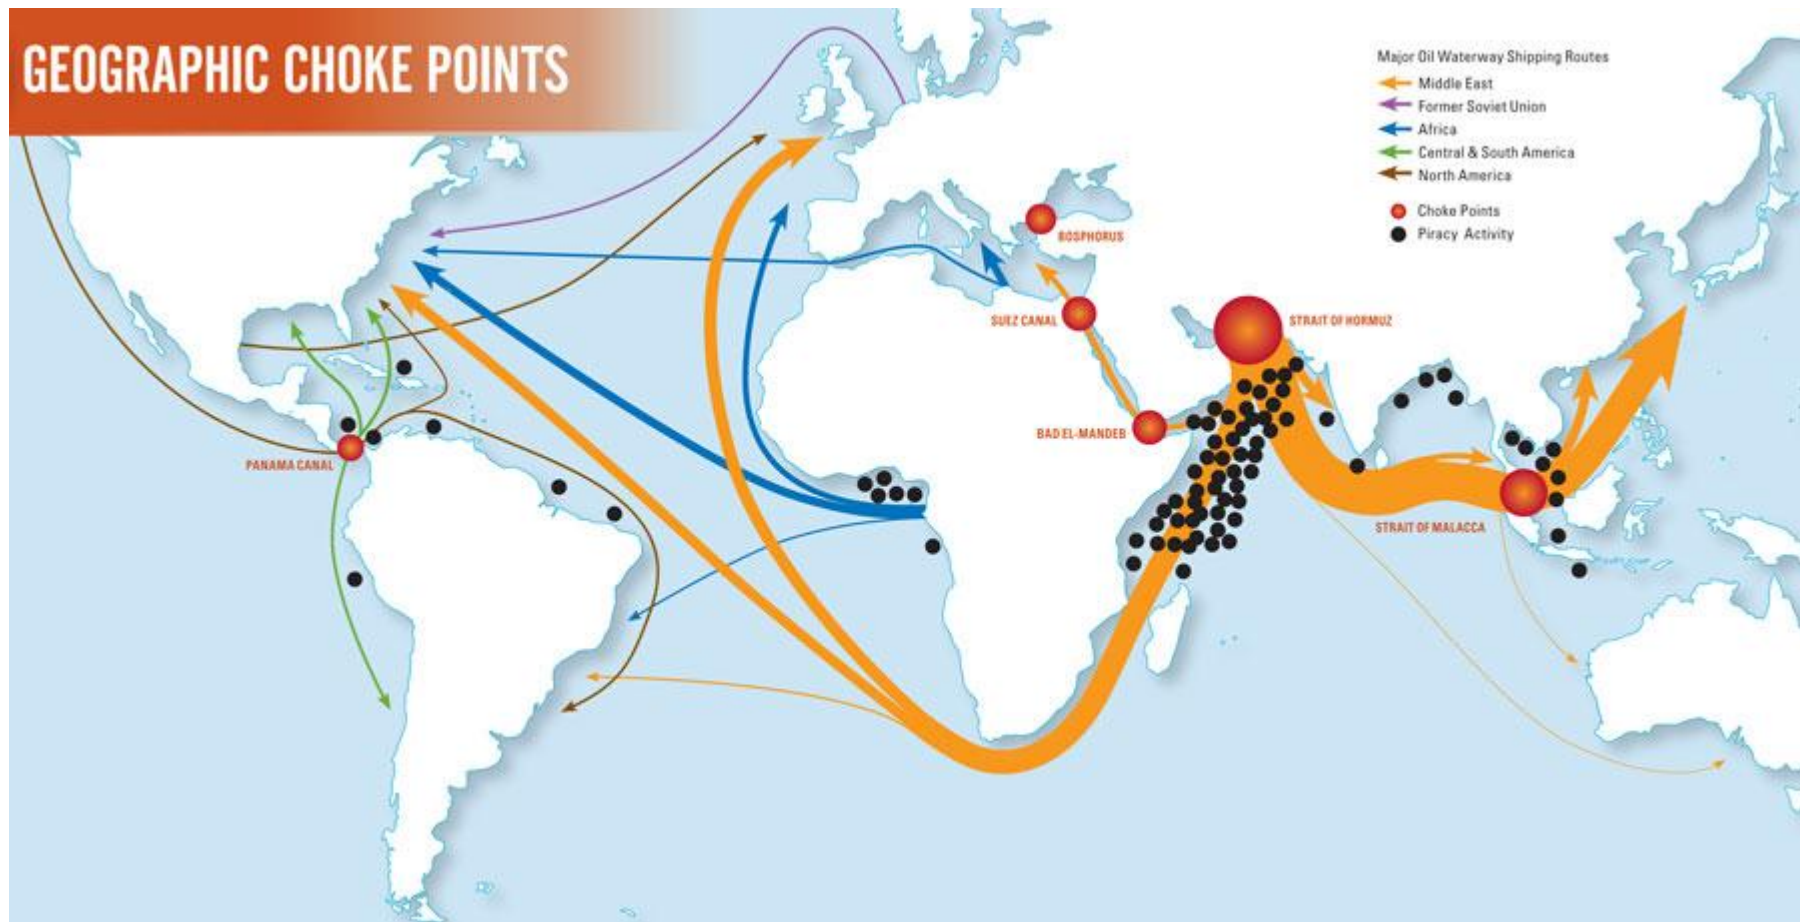 GEOGRAPHIC CHOKE POINTS
Major Oil Waterway Shipping Routes
Middle East
Former Soviet Union
Africa
Central & South America
North America
Choke Points
Piracy Activity
BOSPHORUS
SUEZ CANAL
STRAIT OF HORMUZ
BAD EL-MANDEB
PANAMA CANAL
STRAIT OF MALACCA